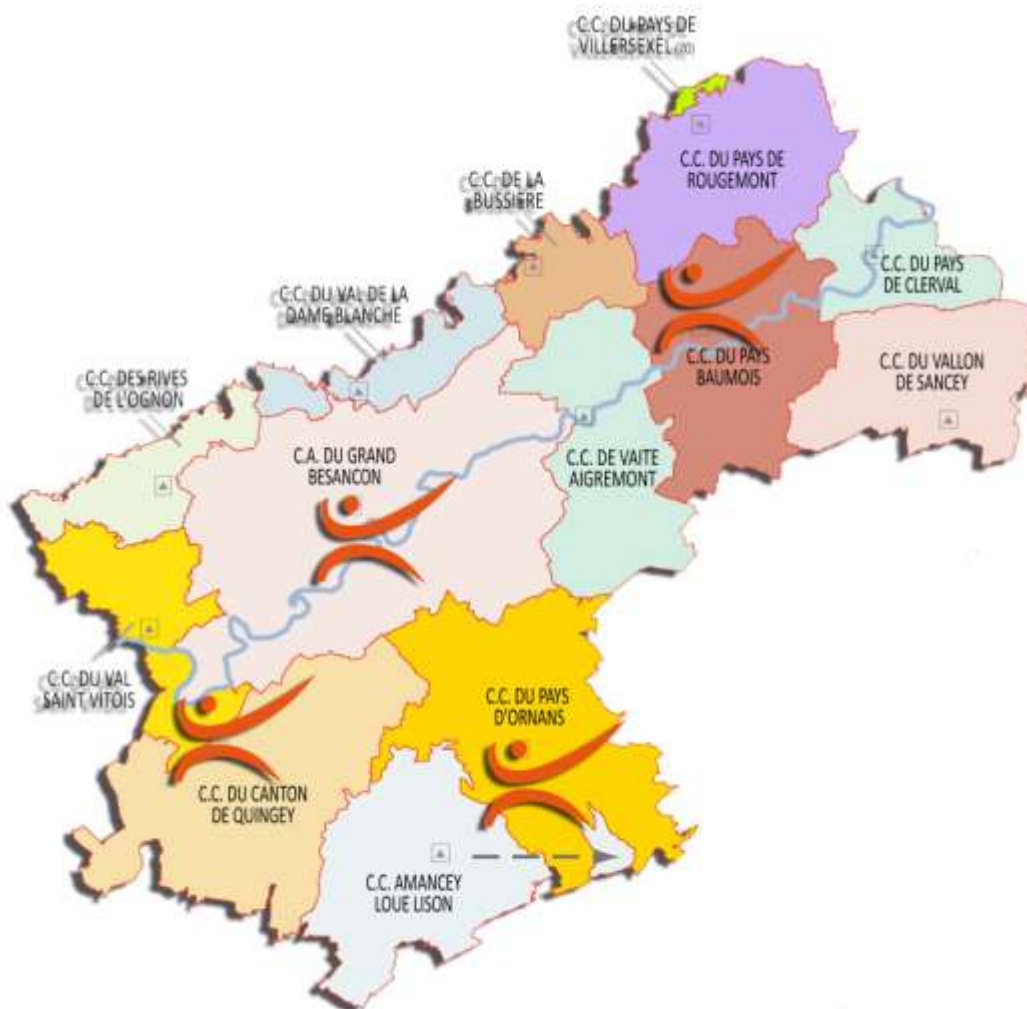 C.C. DU PAYS DE
VILLERSEXEL
C.C. DU PAYS DE
ROUGEMONT
C.C. DE LA
BUSSIÈRE
C.C. DU PAYS
DE CLERVAL
C.C. DU VAL DE LA
DAME BLANCHE
C.C. DU PAYS
BAUMOIS
C.C. DU VALLON
DE SANCEY
C.C. DES RIVES
DE L'OGNON
C.A. DU GRAND
BESANCON
C.C. DE VAITE
AIGREMONT
C.C. DU VAL
SAINT VITOIS
C.C. DU PAYS
D'ORNANS
C.C. DU CANTON
DE QUINGEY
C.C. AMANCEY
LOUE LISON